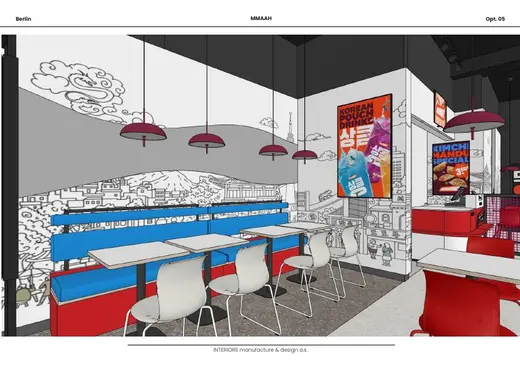 Berlin
MMAAH
Opt. 05
KOREAN
POUCH
DRINKS
KIMCHI
MANDU
SPECIAL
INTERIORS manufacture & design a.s.